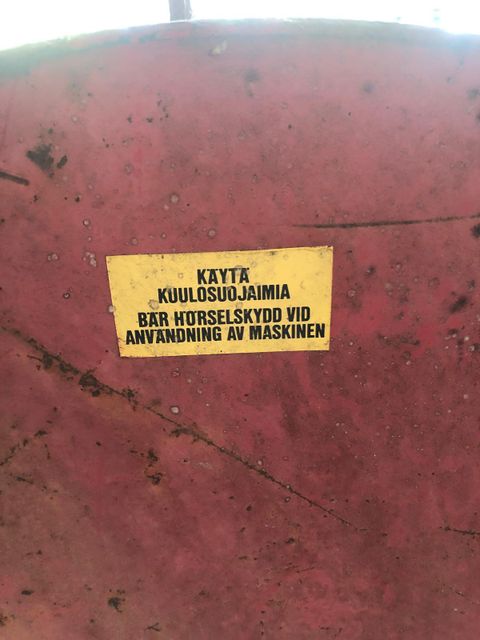 KÄYTÄ
KUULOSUOJAIMIA
BÄR HÖRSELSKYDD VID
ANVÄNDNING AV MASKINEN